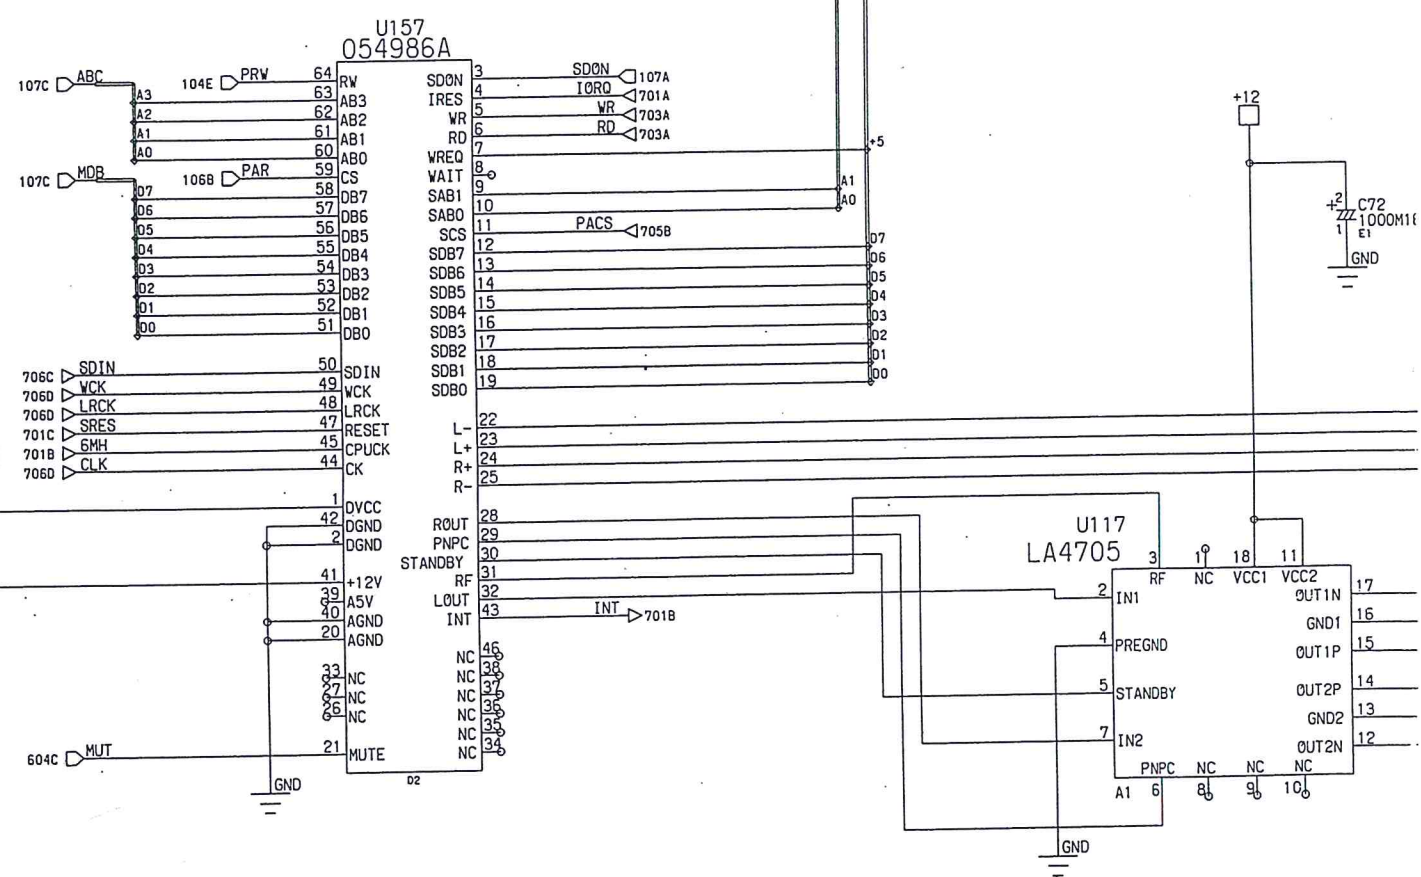 U157
054986A
107C ABC
A3
A2
A1
A0
104E PRW
107C MDB
106B PAR
D7
D6
D5
D4
D3
D2
D1
D0
64 RW
63 AB3
62 AB2
61 AB1
60 AB0
59 CS
58 DB7
57 DB6
56 DB5
55 DB4
54 DB3
53 DB2
52 DB1
51 DB0
706C SDIN 50 SDIN
706D WCK 49 WCK
706D LRCK 48 LRCK
701C SRES 47 RESET
701B 6MH 45 CPUCK
706D CLK 44 CK
1 DVCC
42 DGND
2 DGND
41 +12V
39 A5V
40 AGND
20 AGND
33 NC
27 NC
26 NC
604C MUT 21 MUTE
GND
D2
SDØN 3 SDØN 107A
IRES 4 IØRQ 701A
WR 5 WR 703A
RD 6 RD 703A
WREQ 7 +5
WAIT 8
SAB1 9 A1
SAB0 10 A0
SCS 11 PACS 705B
SDB7 12 D7
SDB6 13 D6
SDB5 14 D5
SDB4 15 D4
SDB3 16 D3
SDB2 17 D2
SDB1 18 D1
SDB0 19 D0
L- 22
L+ 23
R+ 24
R- 25
RØUT 28
PNPC 29
STANDBY 30
RF 31
LØUT 32
INT 43 INT 701B
NC 46
NC 38
NC 37
NC 36
NC 35
NC 34
+12
+ 2 C72
1000M16
1 E1
GND
U117
LA4705
3 1 18 11
RF NC VCC1 VCC2
2 IN1
4 PREGND
5 STANDBY
7 IN2
ØUT1N 17
GND1 16
ØUT1P 15
ØUT2P 14
GND2 13
ØUT2N 12
PNPC NC NC NC
A1 6 8 9 10
GND